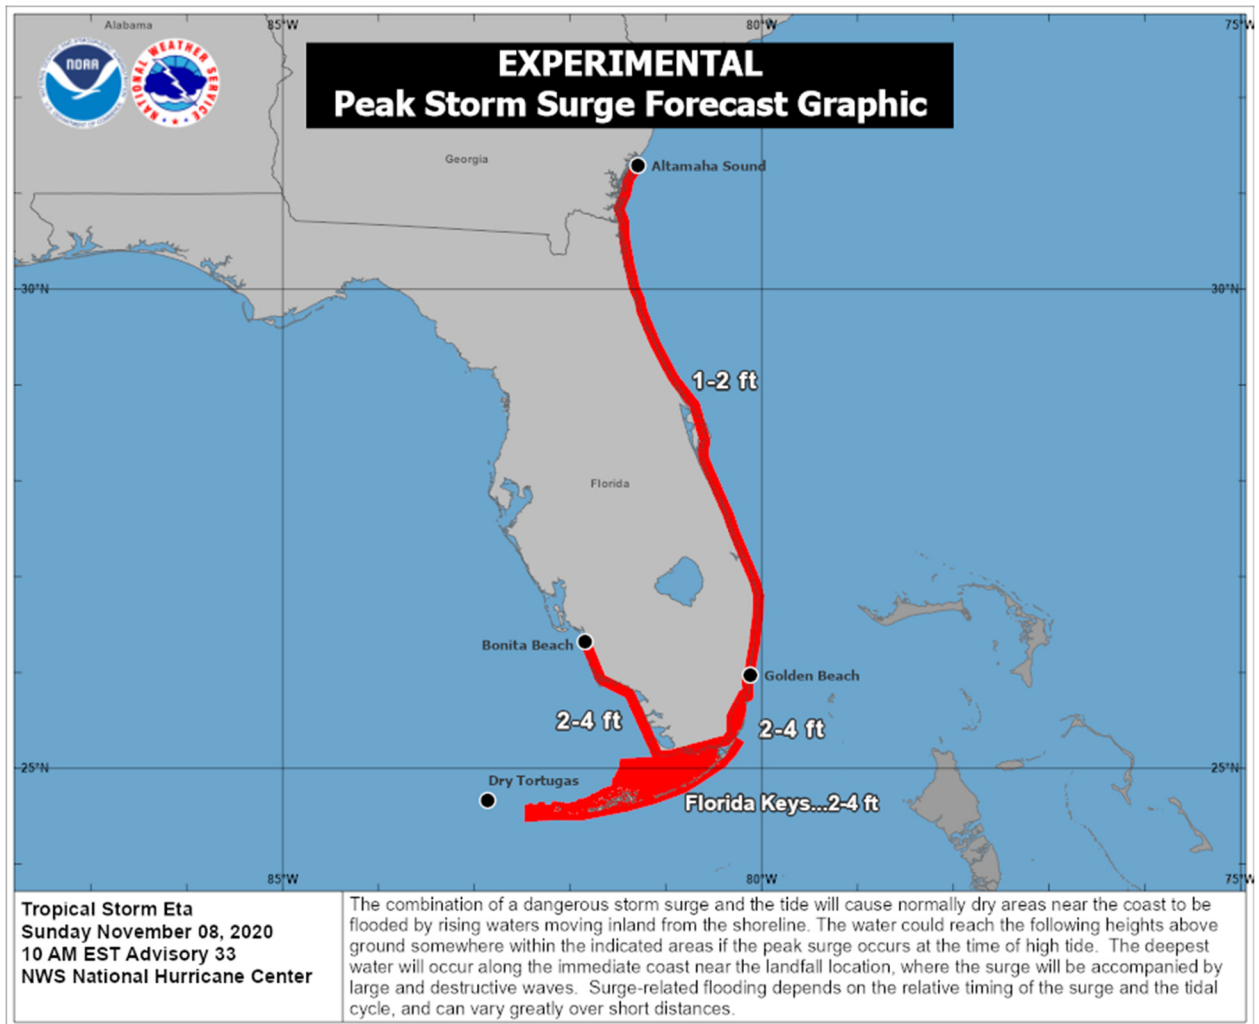 Alabama
85°W
80°W
75°W
NOAA
NATIONAL WEATHER SERVICE
EXPERIMENTAL
Peak Storm Surge Forecast Graphic
Georgia
Altamaha Sound
30°N
30°N
1-2 ft
Florida
Bonita Beach
Golden Beach
2-4 ft
2-4 ft
25°N
25°N
Dry Tortugas
Florida Keys...2-4 ft
85°W
80°W
75°W
Tropical Storm Eta
Sunday November 08, 2020
10 AM EST Advisory 33
NWS National Hurricane Center
The combination of a dangerous storm surge and the tide will cause normally dry areas near the coast to be
flooded by rising waters moving inland from the shoreline. The water could reach the following heights above
ground somewhere within the indicated areas if the peak surge occurs at the time of high tide. The deepest
water will occur along the immediate coast near the landfall location, where the surge will be accompanied by
large and destructive waves. Surge-related flooding depends on the relative timing of the surge and the tidal
cycle, and can vary greatly over short distances.